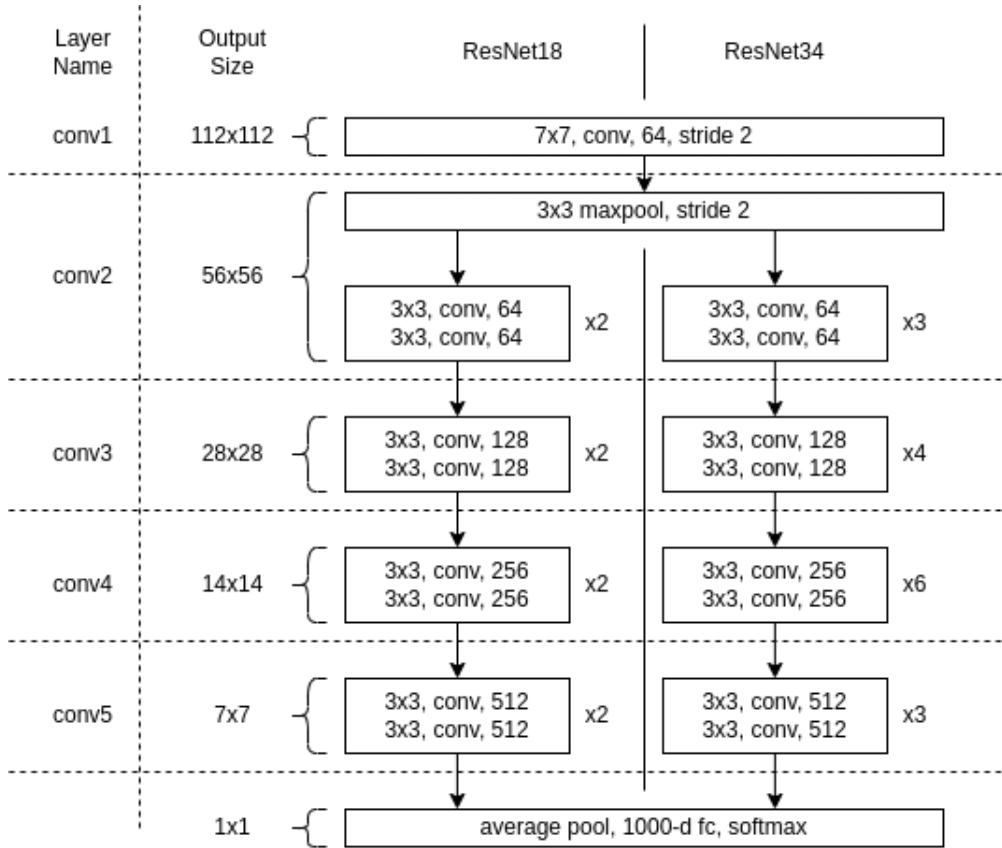 Layer
Name
Output
Size
ResNet18
ResNet34
conv1
112x112
7x7, conv, 64, stride 2
3x3 maxpool, stride 2
conv2
56x56
3x3, conv, 64
3x3, conv, 64
x2
3x3, conv, 64
3x3, conv, 64
x3
conv3
28x28
3x3, conv, 128
3x3, conv, 128
x2
3x3, conv, 128
3x3, conv, 128
x4
conv4
14x14
3x3, conv, 256
3x3, conv, 256
x2
3x3, conv, 256
3x3, conv, 256
x6
conv5
7x7
3x3, conv, 512
3x3, conv, 512
x2
3x3, conv, 512
3x3, conv, 512
x3
1x1
average pool, 1000-d fc, softmax